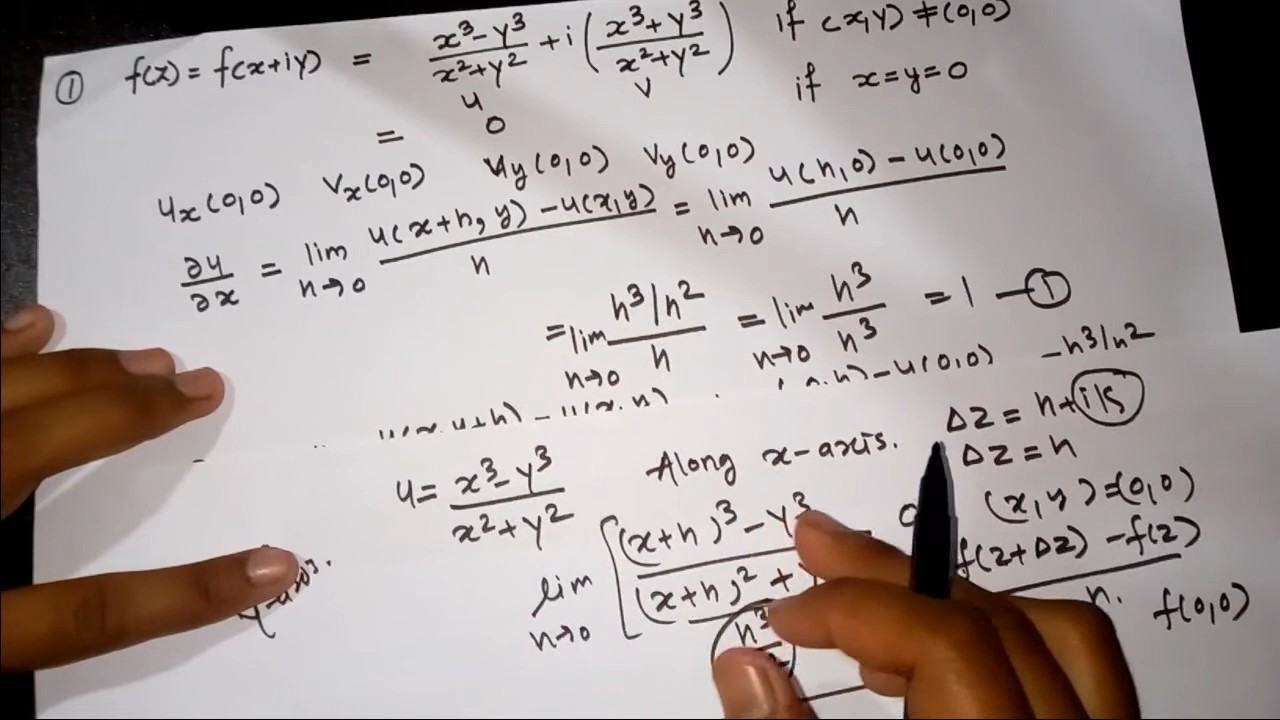 ① f(z) = f(x+iy) = x³-y³/x²+y² + i(x³+y³/x²+y²) if (x,y) ≠ (0,0)
u v
= 0 if x=y=0
ux(0,0) vx(0,0) uy(0,0) vy(0,0)
∂u/∂x = lim h→0 u(x+h, y) - u(x,y)/h = lim h→0 u(h,0) - u(0,0)/h
= lim h→0 h³/h²/h = lim h→0 h³/h³ = 1 — ①
- u(0,0) -h³/h²
Δz = h+ik
u = x³-y³/x²+y² Along x-axis. Δz = h
(x,y)=(0,0)
lim h→0 [(x+h)³ - y³/(x+h)² + f(z+Δz) - f(z)/h.
h³ f(0,0)